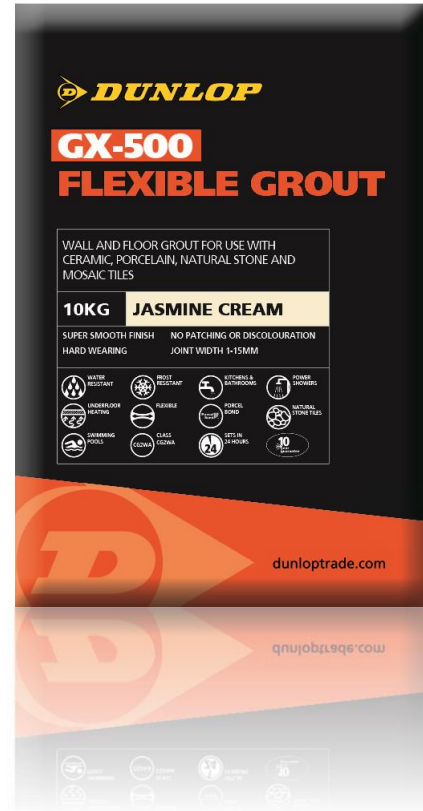 DUNLOP
GX-500
FLEXIBLE GROUT
WALL AND FLOOR GROUT FOR USE WITH
CERAMIC, PORCELAIN, NATURAL STONE AND
MOSAIC TILES
10KG JASMINE CREAM
SUPER SMOOTH FINISH NO PATCHING OR DISCOLOURATION
HARD WEARING JOINT WIDTH 1-15MM
WATER
RESISTANT
FROST
RESISTANT
KITCHENS &
BATHROOMS
POWER
SHOWERS
UNDERFLOOR
HEATING
FLEXIBLE
PORCEL
BOND
NATURAL
STONE TILES
SWIMMING
POOLS
CG2WA
CLASS
CG2WA
24
SETS IN
24 HOURS
10
D
dunloptrade.com